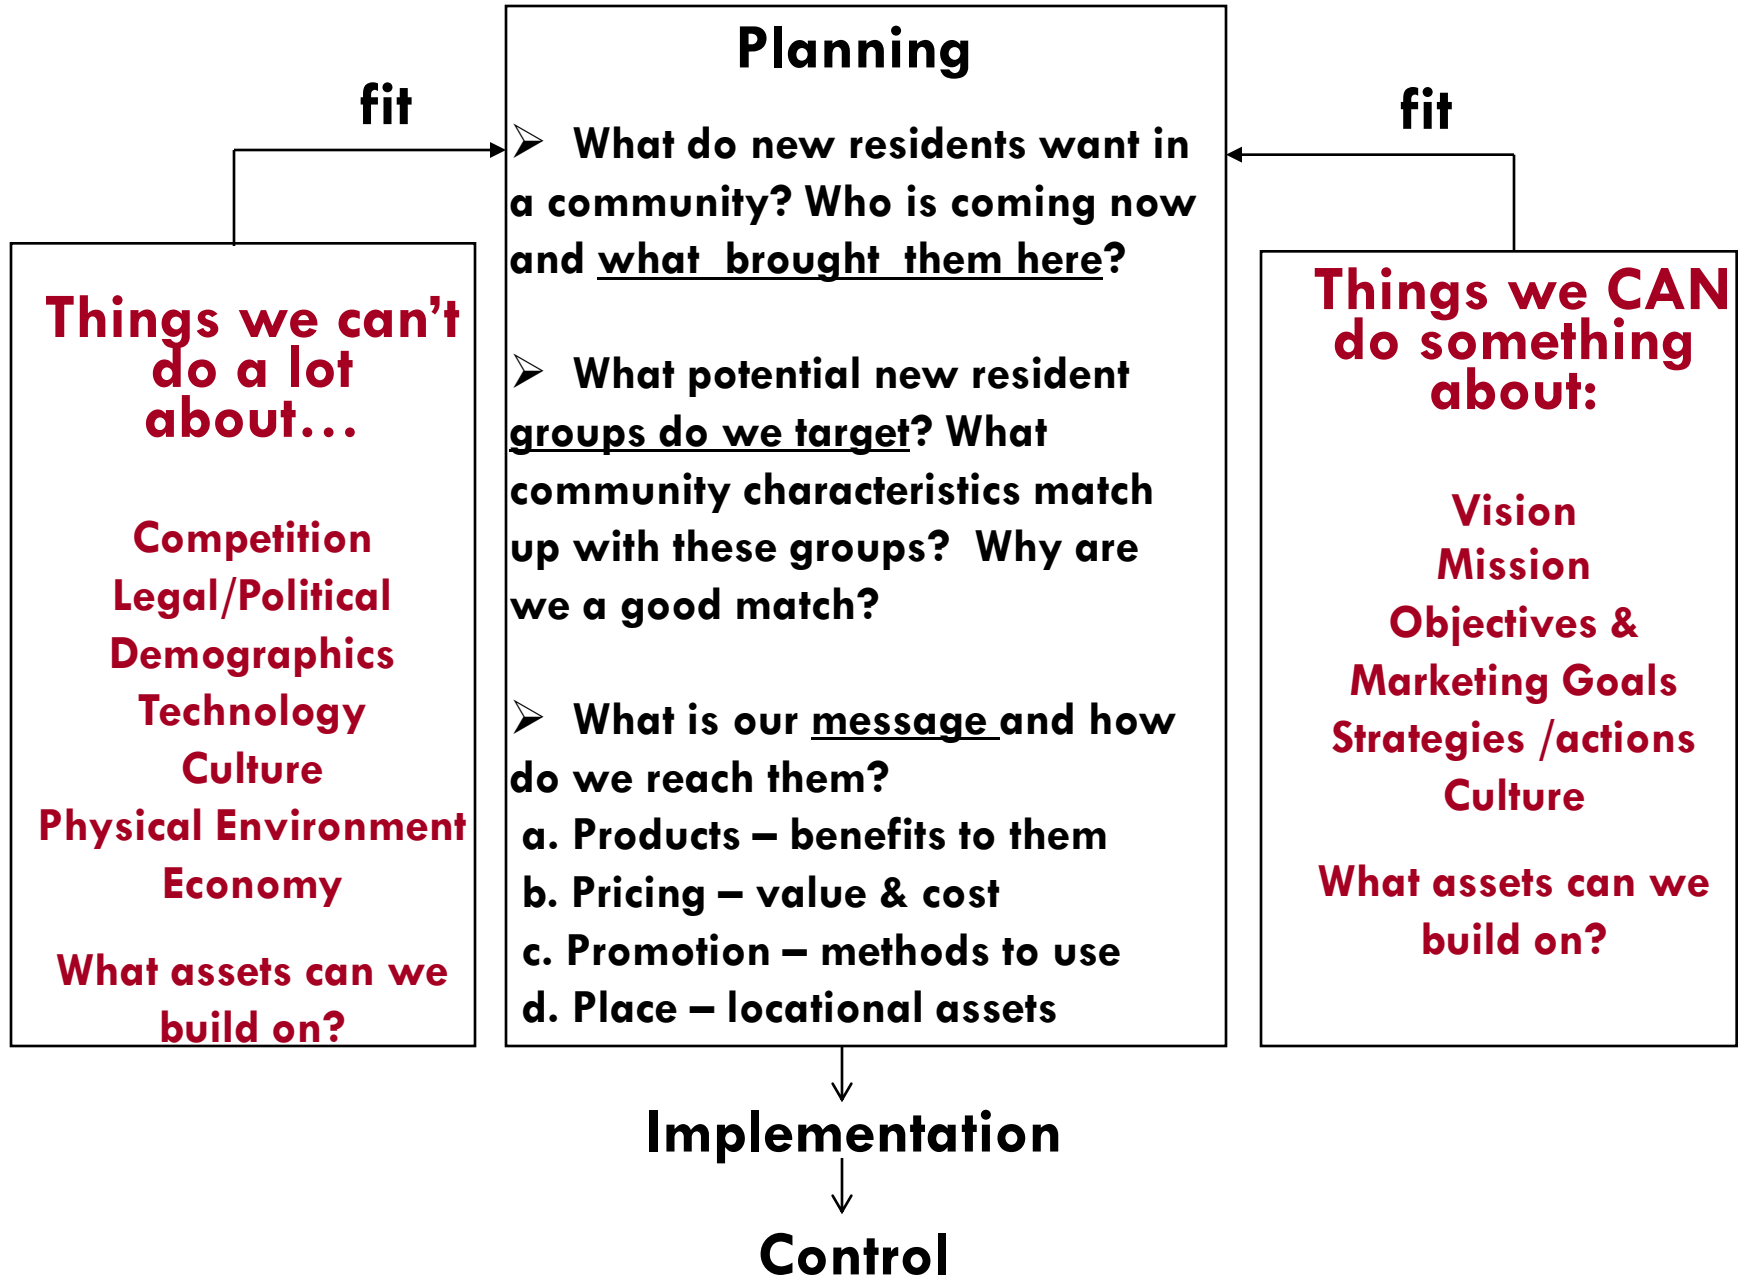 fit
Things we can't
do a lot
about…
Competition
Legal/Political
Demographics
Technology
Culture
Physical Environment
Economy
What assets can we
build on?
Planning
➢ What do new residents want in
a community? Who is coming now
and what brought them here?
➢ What potential new resident
groups do we target? What
community characteristics match
up with these groups? Why are
we a good match?
➢ What is our message and how
do we reach them?
a. Products – benefits to them
b. Pricing – value & cost
c. Promotion – methods to use
d. Place – locational assets
fit
Things we CAN
do something
about:
Vision
Mission
Objectives &
Marketing Goals
Strategies /actions
Culture
What assets can we
build on?
Implementation
Control